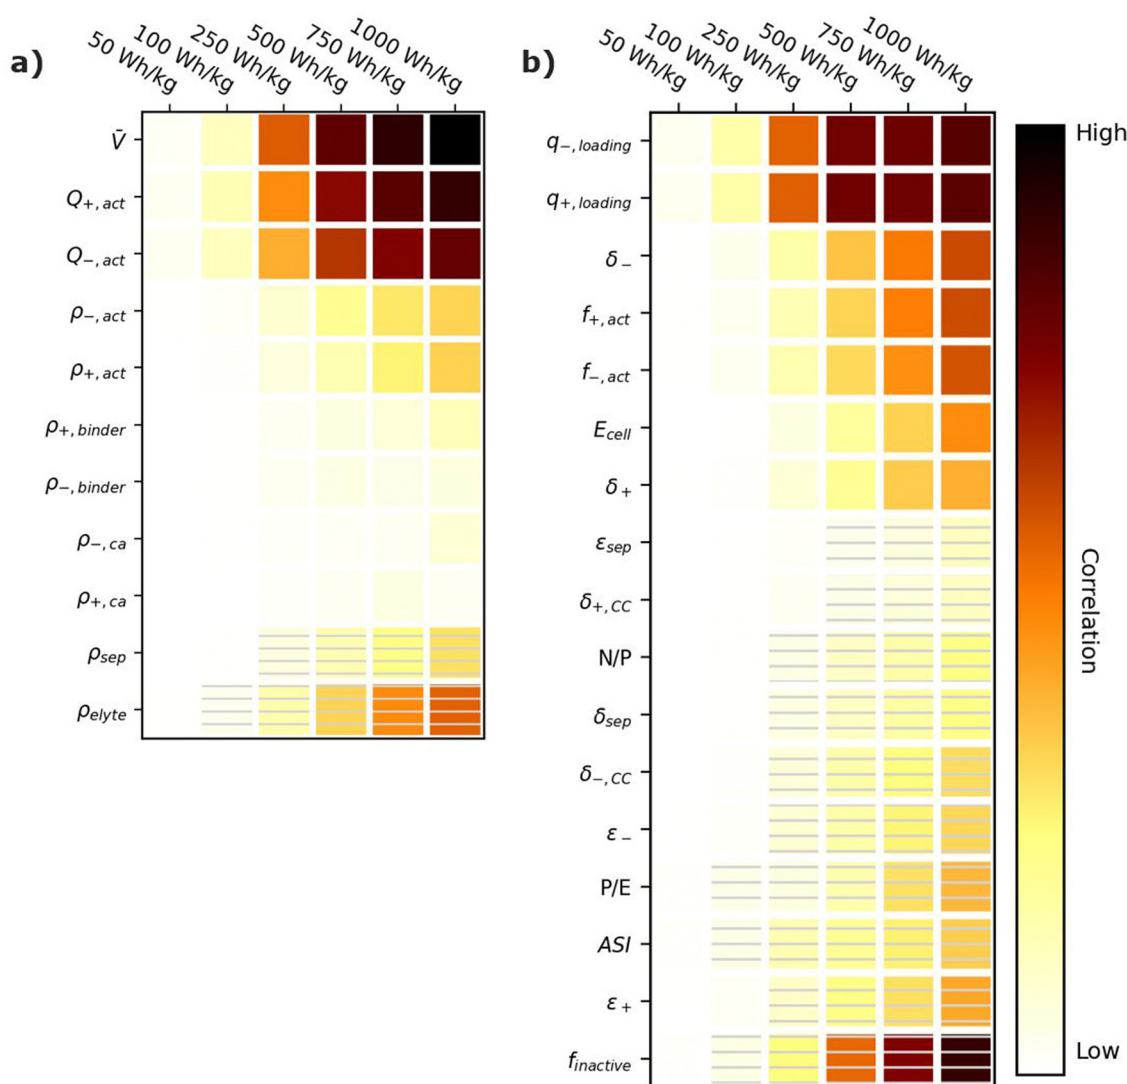 a)
50 Wh/kg
100 Wh/kg
250 Wh/kg
500 Wh/kg
750 Wh/kg
1000 Wh/kg
V̄
Q+,act
Q−,act
ρ−,act
ρ+,act
ρ+,binder
ρ−,binder
ρ−,ca
ρ+,ca
ρsep
ρelyte
b)
50 Wh/kg
100 Wh/kg
250 Wh/kg
500 Wh/kg
750 Wh/kg
1000 Wh/kg
q−,loading
q+,loading
δ−
f+,act
f−,act
Ecell
δ+
εsep
δ+,CC
N/P
δsep
δ−,CC
ε−
P/E
ASI
ε+
finactive
High
Correlation
Low